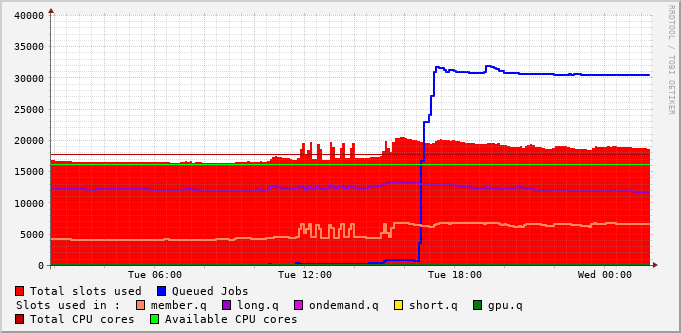 40000
35000
30000
25000
20000
15000
10000
5000
0
Tue 06:00 Tue 12:00 Tue 18:00 Wed 00:00
Total slots used Queued Jobs
Slots used in : member.q long.q ondemand.q short.q gpu.q
Total CPU cores Available CPU cores
RRDTOOL / TOBI OETIKER